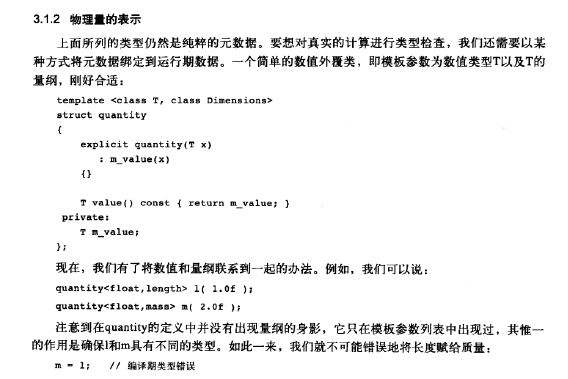 3.1.2 物理量的表示
上面所列的类型仍然是纯粹的元数据。要想对真实的计算进行类型检查，我们还需要以某
种方式将元数据绑定到运行期数据。一个简单的数值外覆类，即模板参数为数值类型T以及T的
量纲，刚好合适：
template <class T, class Dimensions>
struct quantity
{
explicit quantity(T x)
: m_value(x)
{}
T value() const { return m_value; }
private:
T m_value;
};
现在，我们有了将数值和量纲联系到一起的办法。例如，我们可以说：
quantity<float,length> l( 1.0f );
quantity<float,mass> m( 2.0f );
注意到在quantity的定义中并没有出现量纲的身影，它只在模板参数列表中出现过，其惟一
的作用是确保l和m具有不同的类型。如此一来，我们就不可能错误地将长度赋给质量：
m = l; // 编译期类型错误